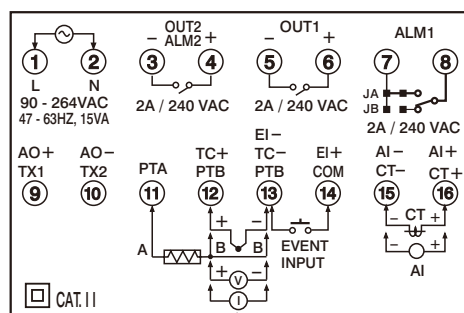 OUT2 OUT1 ALM1
− ALM2 + − +
1 2 3 4 5 6 7 8
L N
JA
JB
90 - 264VAC 2A / 240 VAC 2A / 240 VAC 2A / 240 VAC
47 - 63HZ, 15VA
EI− AI− AI+
AO+ AO− TC+ TC− EI+ CT− CT+
TX1 TX2 PTA PTB PTB COM
9 10 11 12 13 14 15 16
+ − − CT +
A B B EVENT
INPUT
+ V − − +
I AI
CAT. II